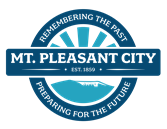 REMEMBERING THE PAST
MT. PLEASANT CITY
EST. 1859
PREPARING FOR THE FUTURE